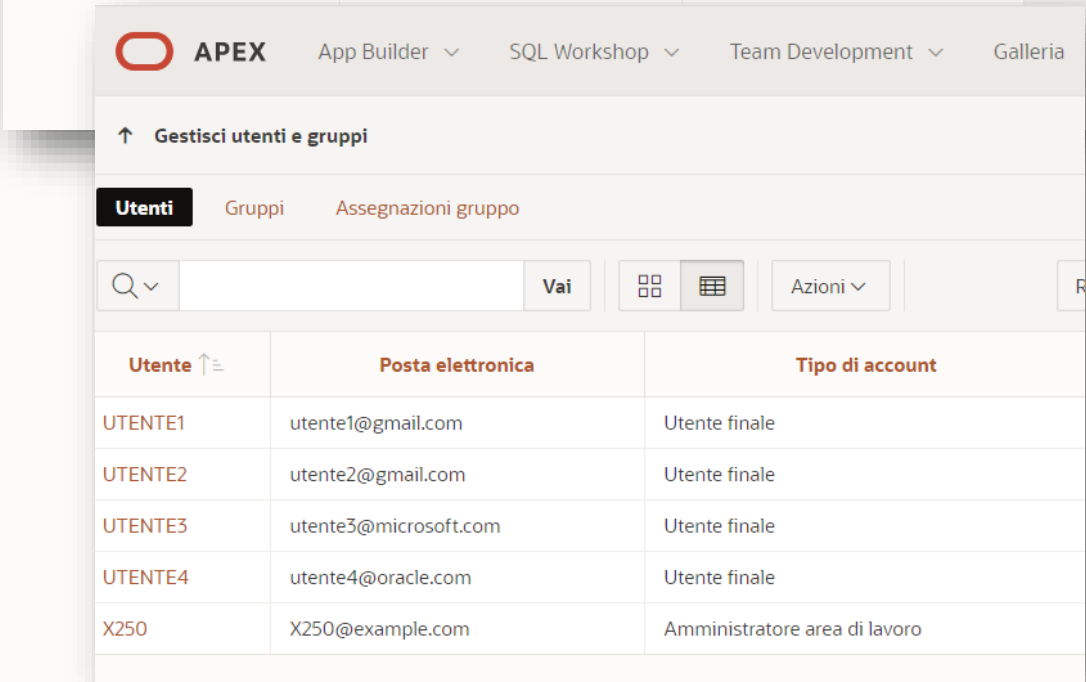 APEX App Builder SQL Workshop Team Development Galleria
Gestisci utenti e gruppi
Utenti Gruppi Assegnazioni gruppo
Vai Azioni
Utente Posta elettronica Tipo di account
UTENTE1 utente1@gmail.com Utente finale
UTENTE2 utente2@gmail.com Utente finale
UTENTE3 utente3@microsoft.com Utente finale
UTENTE4 utente4@oracle.com Utente finale
X250 X250@example.com Amministratore area di lavoro